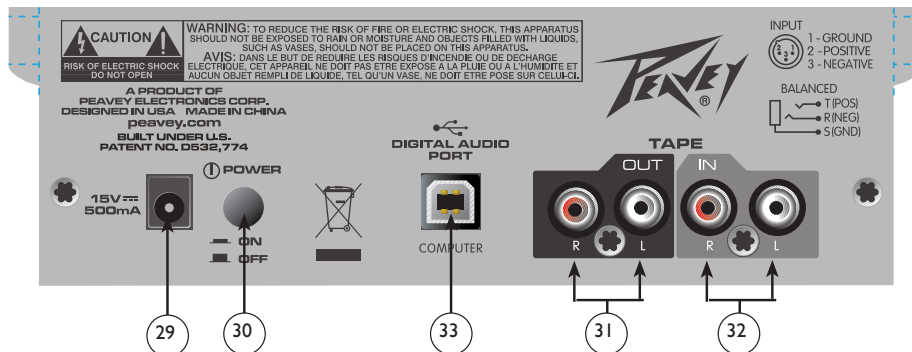 CAUTION
RISK OF ELECTRIC SHOCK
DO NOT OPEN
WARNING: TO REDUCE THE RISK OF FIRE OR ELECTRIC SHOCK, THIS APPARATUS
SHOULD NOT BE EXPOSED TO RAIN OR MOISTURE AND OBJECTS FILLED WITH LIQUIDS,
SUCH AS VASES, SHOULD NOT BE PLACED ON THIS APPARATUS.
AVIS: DANS LE BUT DE REDUIRE LES RISQUES D'INCENDIE OU DE DECHARGE
ELECTRIQUE, CET APPAREIL NE DOIT PAS ETRE EXPOSE A LA PLUIE OU A L'HUMIDITE ET
AUCUN OBJET REMPLI DE LIQUIDE, TEL QU'UN VASE, NE DOIT ETRE POSE SUR CELUI-CI.
PEAVEY
®
INPUT
2 1
3
1 - GROUND
2 - POSITIVE
3 - NEGATIVE
BALANCED
T (POS)
R (NEG)
S (GND)
A PRODUCT OF
PEAVEY ELECTRONICS CORP.
DESIGNED IN USA MADE IN CHINA
peavey.com
BUILT UNDER U.S.
PATENT NO. D532,774
15V
500mA
POWER
ON
OFF
DIGITAL AUDIO
PORT
COMPUTER
TAPE
OUT
IN
R L
R L
29
30
33
31
32